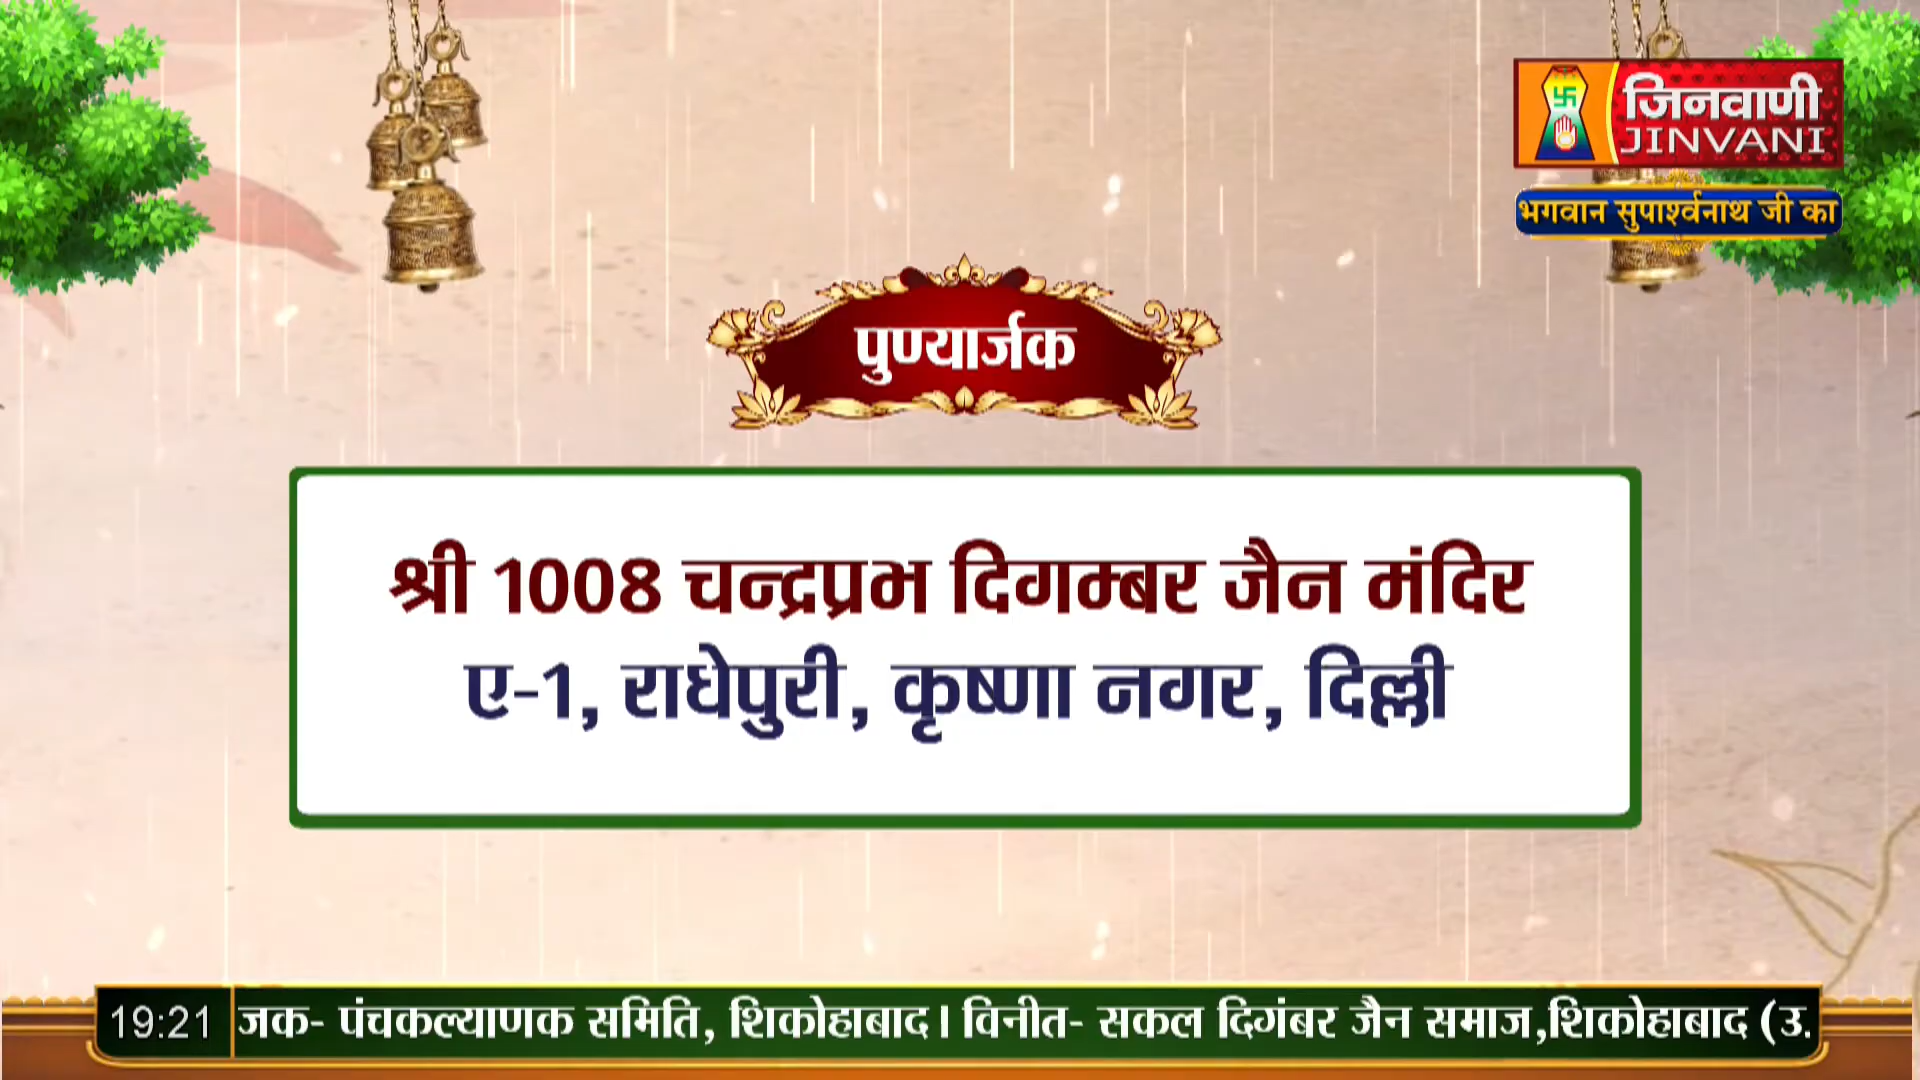 जिनवाणी
JINVANI
भगवान सुपार्श्वनाथ जी का
पुण्यार्जक
श्री 1008 चन्द्रप्रभ दिगम्बर जैन मंदिर
ए-1, राधेपुरी, कृष्णा नगर, दिल्ली
19:21 जक- पंचकल्याणक समिति, शिकोहाबाद। विनीत- सकल दिगंबर जैन समाज,शिकोहाबाद (उ.